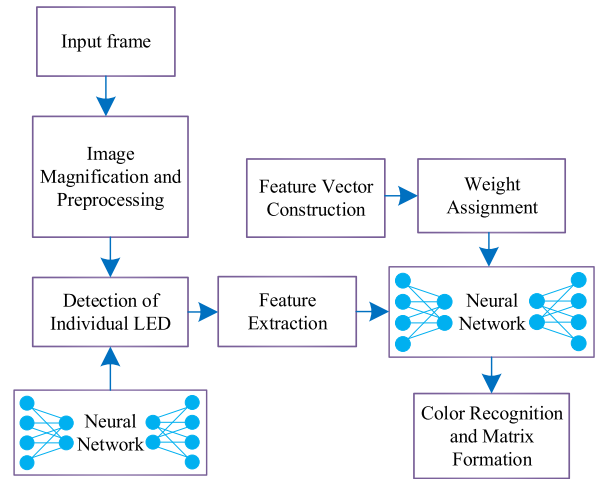 Input frame
Image
Magnification and
Preprocessing
Feature Vector
Construction
Weight
Assignment
Detection of
Individual LED
Feature
Extraction
Neural
Network
Neural
Network
Color Recognition
and Matrix
Formation